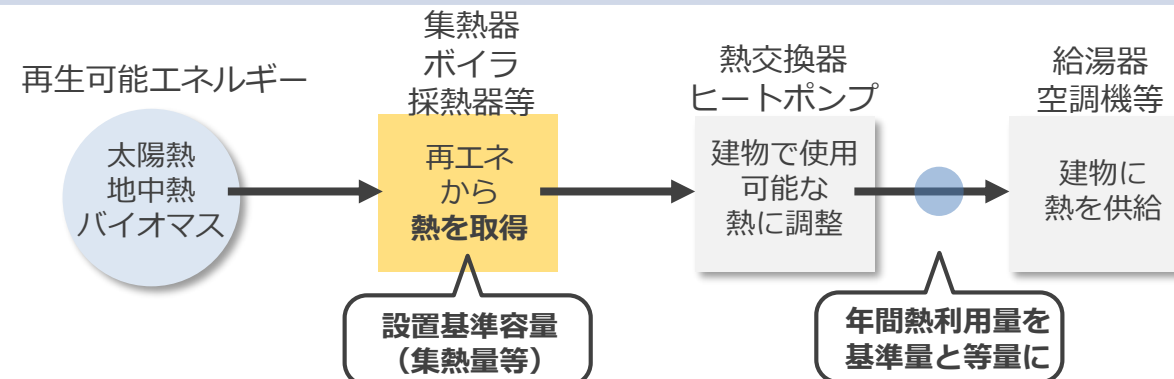 再生可能エネルギー
太陽熱
地中熱
バイオマス
集熱器
ボイラ
採熱器等
再エネ
から
熱を取得
設置基準容量
（集熱量等）
熱交換器
ヒートポンプ
建物で使用
可能な
熱に調整
年間熱利用量を
基準量と等量に
給湯器
空調機等
建物に
熱を供給